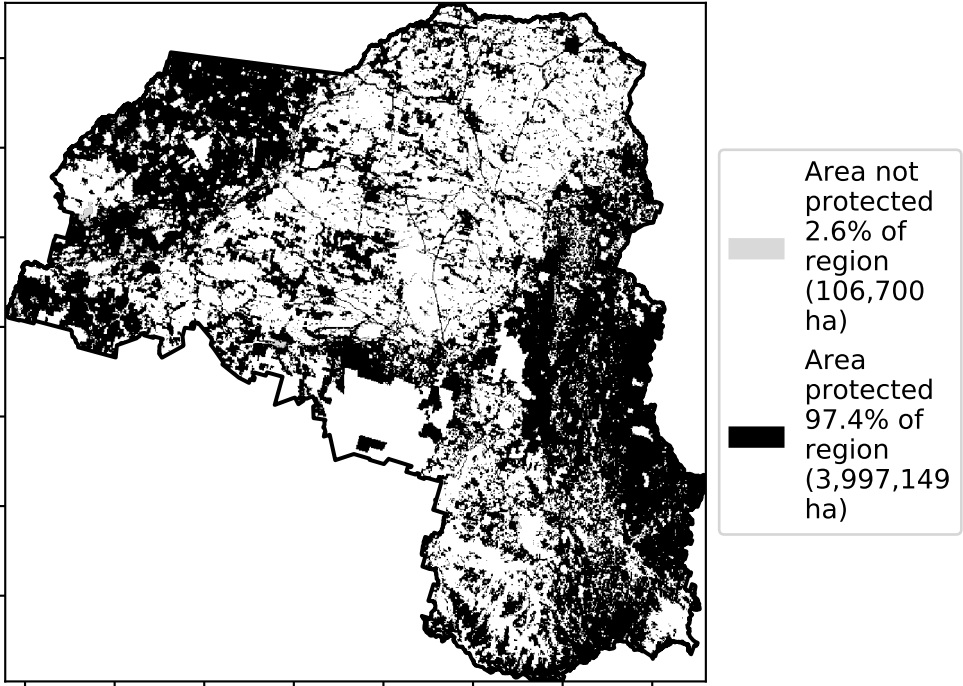 Area not
protected
2.6% of
region
(106,700
ha)
Area
protected
97.4% of
region
(3,997,149
ha)